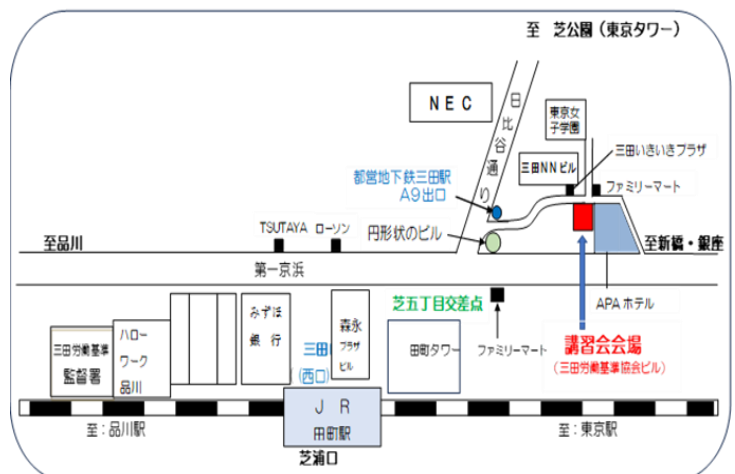 至 芝公園（東京タワー）
NEC
日比谷通り
東京女
子学園
三田いきいきプラザ
三田NNビル
ファミリーマート
都営地下鉄三田駅
A9出口
TSUTAYA ローソン
円形状のビル
至品川
至新橋・銀座
第一京浜
APAホテル
芝五丁目交差点
みずほ
銀行
森永
プラザ
ビル
三田
(西口)
田町タワー
ファミリーマート
講習会会場
（三田労働基準協会ビル）
三田労働基準
監督署
ハロー
ワーク
品川
JR
田町駅
至：品川駅
至：東京駅
芝浦口